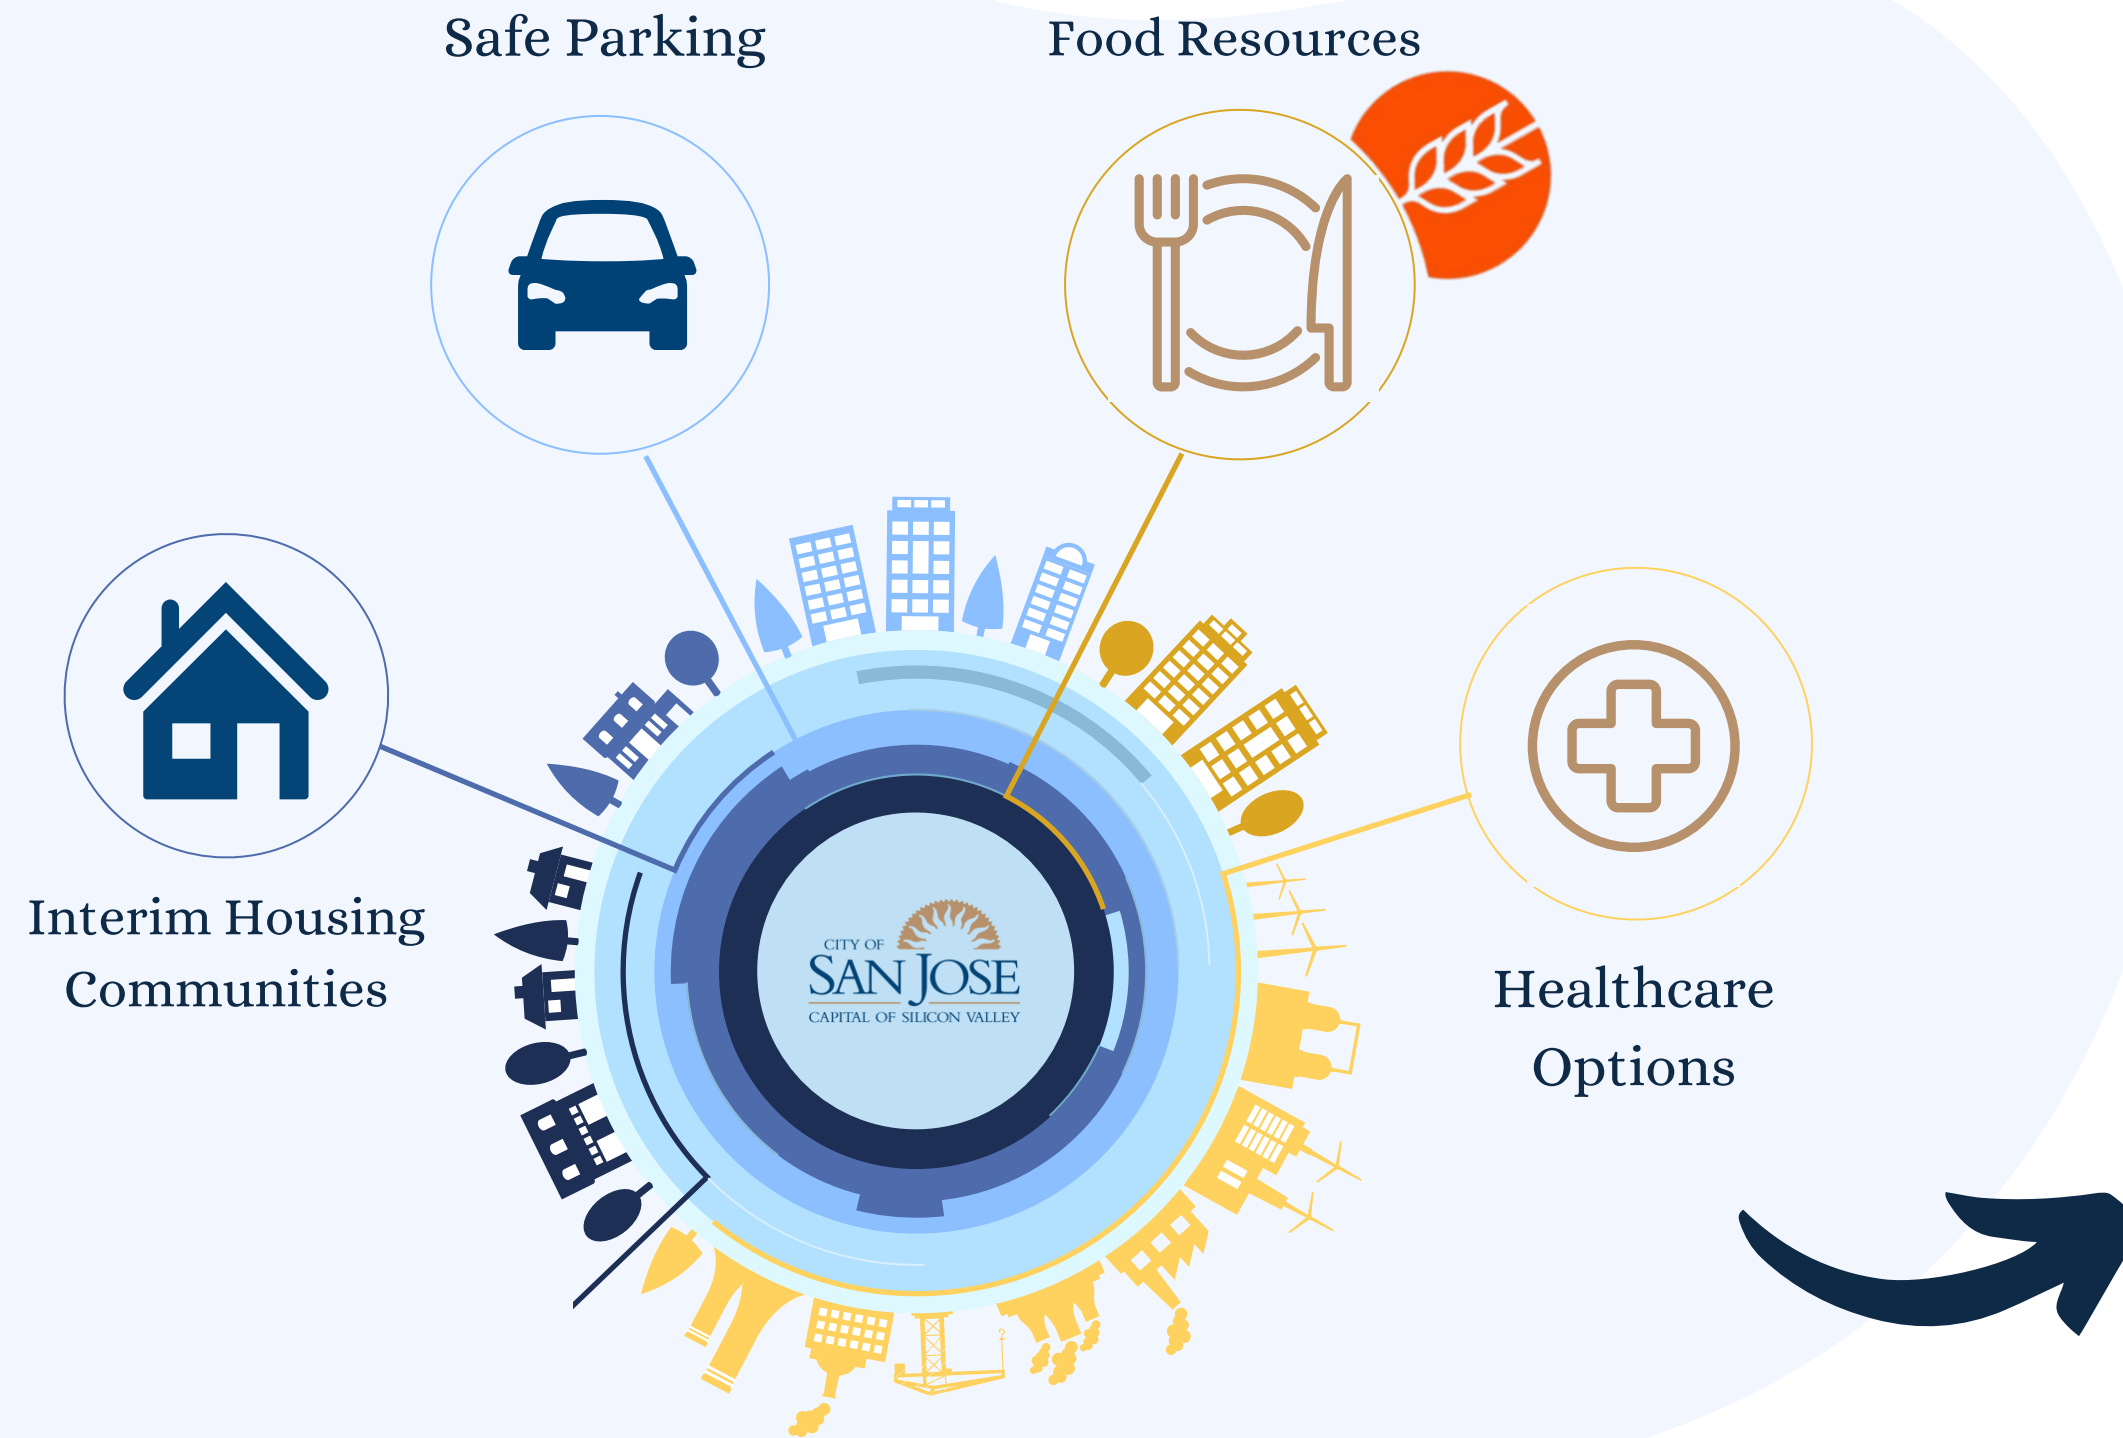 Safe Parking
Food Resources
Interim Housing
Communities
CITY OF
SAN JOSE
CAPITAL OF SILICON VALLEY
Healthcare
Options